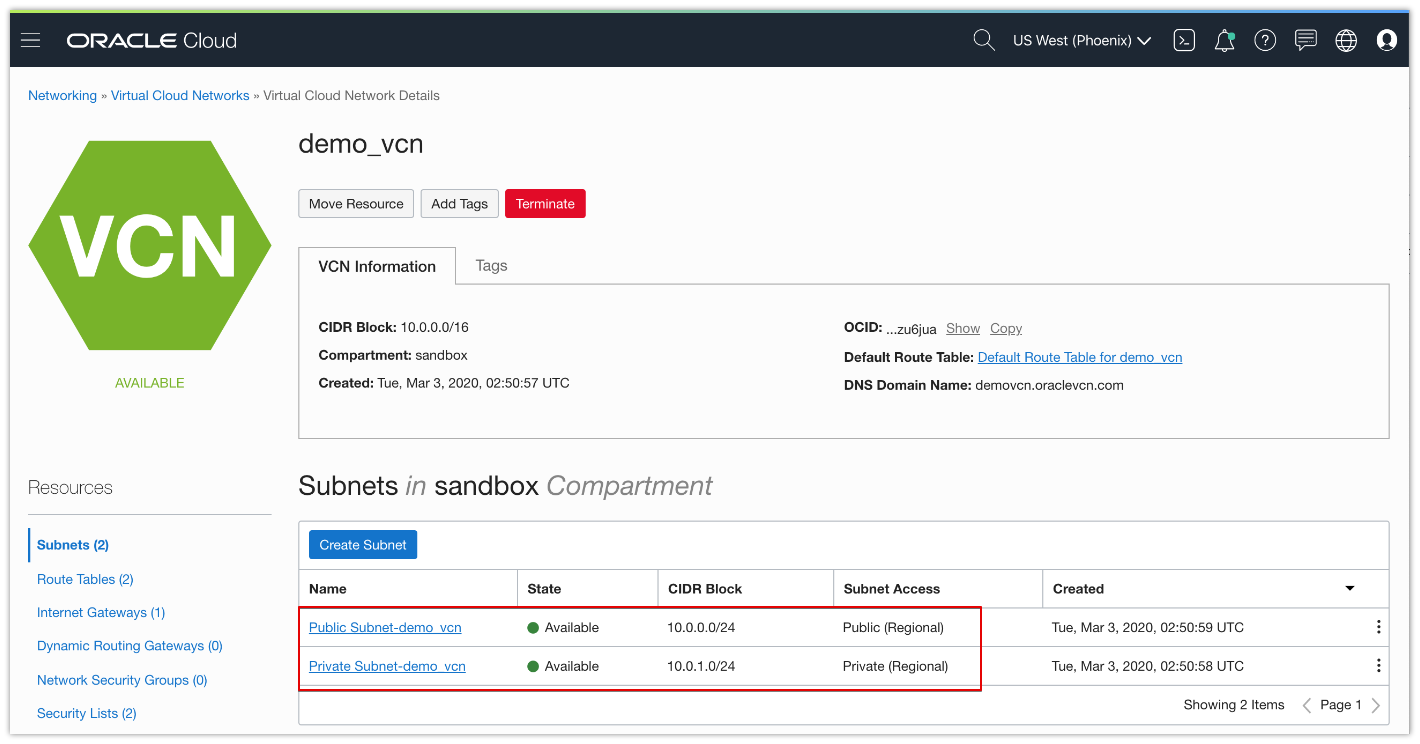 ORACLE Cloud
US West (Phoenix)
Networking » Virtual Cloud Networks » Virtual Cloud Network Details
VCN
AVAILABLE
demo_vcn
Move Resource Add Tags Terminate
VCN Information Tags
CIDR Block: 10.0.0.0/16
Compartment: sandbox
Created: Tue, Mar 3, 2020, 02:50:57 UTC
OCID: ...zu6jua Show Copy
Default Route Table: Default Route Table for demo_vcn
DNS Domain Name: demovcn.oraclevcn.com
Resources
Subnets (2)
Route Tables (2)
Internet Gateways (1)
Dynamic Routing Gateways (0)
Network Security Groups (0)
Security Lists (2)
Subnets in sandbox Compartment
Create Subnet
Name State CIDR Block Subnet Access Created
Public Subnet-demo_vcn Available 10.0.0.0/24 Public (Regional) Tue, Mar 3, 2020, 02:50:59 UTC
Private Subnet-demo_vcn Available 10.0.1.0/24 Private (Regional) Tue, Mar 3, 2020, 02:50:58 UTC
Showing 2 Items Page 1